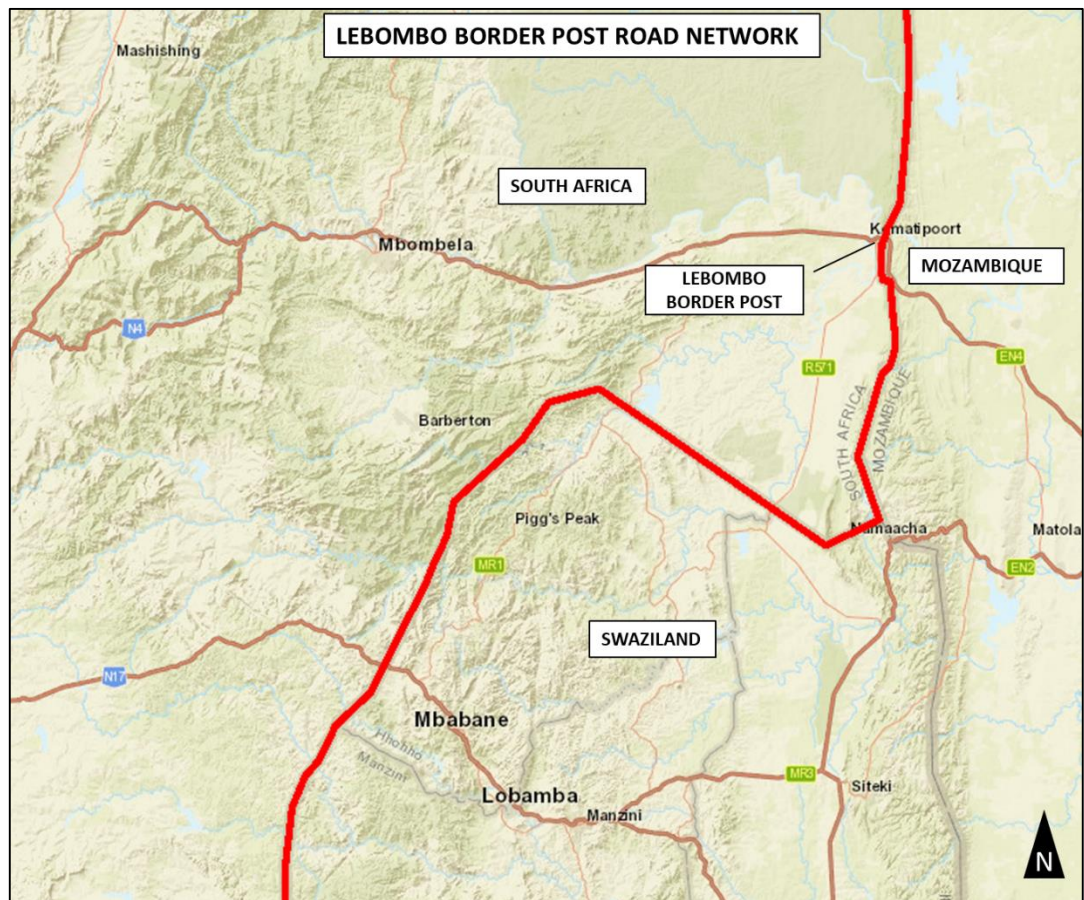 LEBOMBO BORDER POST ROAD NETWORK
Mashishing
SOUTH AFRICA
Komatipoort
Mbombela
MOZAMBIQUE
LEBOMBO
BORDER POST
N4
EN4
R571
SOUTH AFRICA
MOZAMBIQUE
Barberton
Pigg's Peak
Namaacha
Matola
MR1
EN2
SWAZILAND
N17
Mbabane
Hhohho
Manzini
MR3
Siteki
Lobamba
Manzini
N